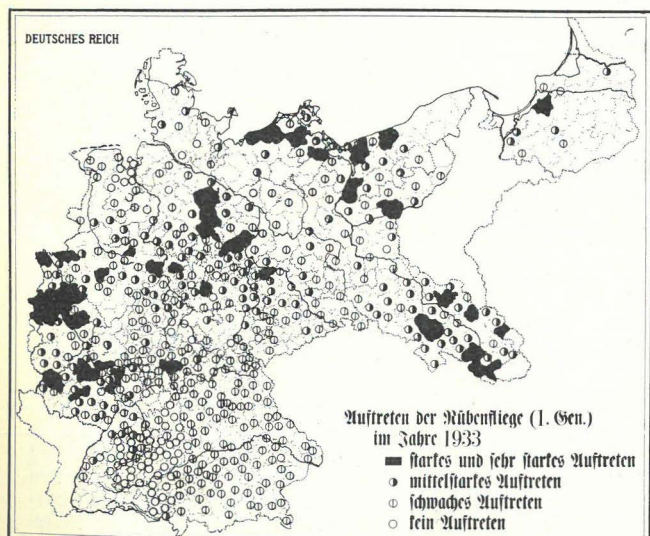 DEUTSCHES REICH
Auftreten der Rübenfliege (I. Gen.)
im Jahre 1933
starkes und sehr starkes Auftreten
mittelstarkes Auftreten
schwaches Auftreten
kein Auftreten